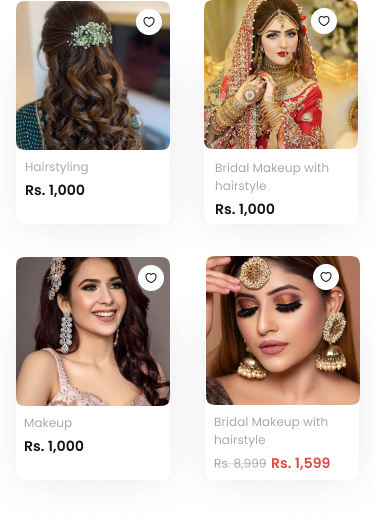 Hairstyling
Rs. 1,000
Bridal Makeup with
hairstyle
Rs. 1,000
Makeup
Rs. 1,000
Bridal Makeup with
hairstyle
Rs. 8,999 Rs. 1,599